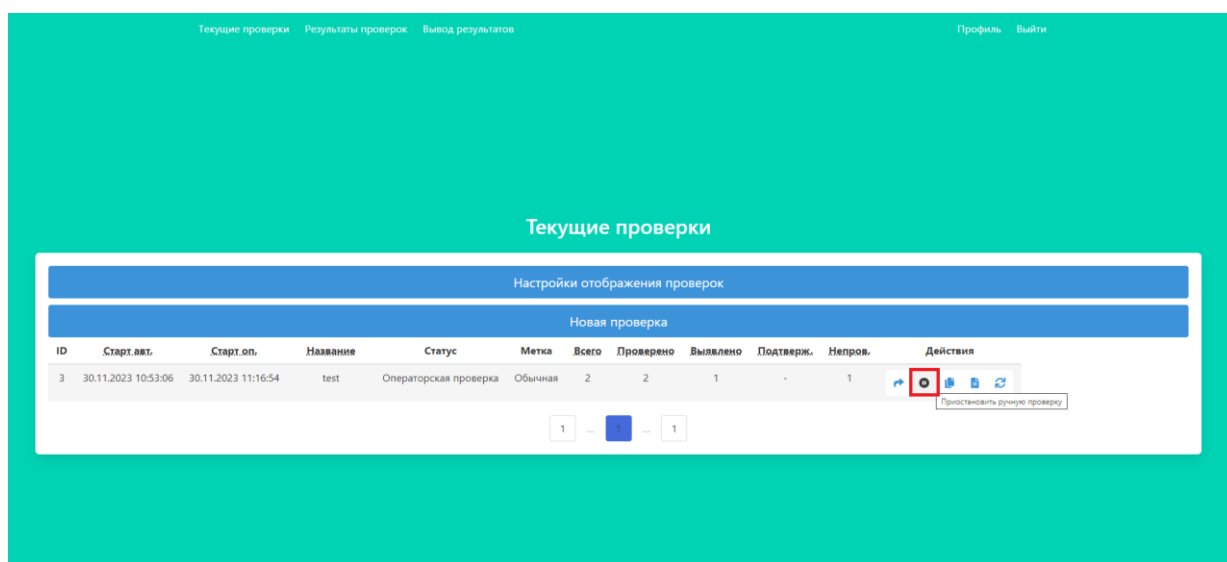 Текущие проверки Результаты проверок Вывод результатов Профиль Выйти
Текущие проверки
Настройки отображения проверок
Новая проверка
ID Старт авт. Старт оп. Название Статус Метка Всего Проверено Выявлено Подтверж. Непров. Действия
3 30.11.2023 10:53:06 30.11.2023 11:16:54 test Операторская проверка Обычная 2 2 1 - 1
Приостановить ручную проверку
1 ... 1 ... 1